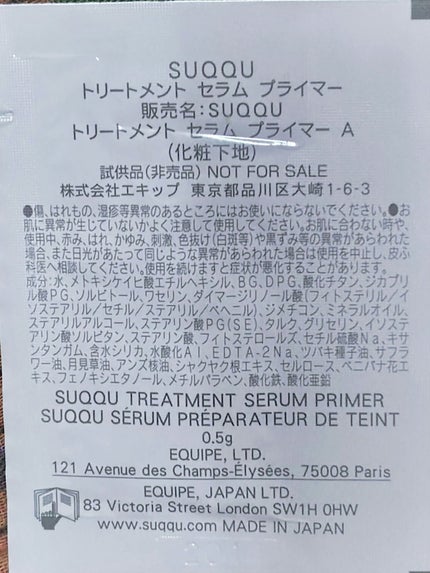 SUQQU
トリートメント セラム プライマー
販売名:SUQQU
トリートメント セラム プライマー A
(化粧下地)
試供品(非売品) NOT FOR SALE
株式会社エキップ 東京都品川区大崎1-6-3
●傷、はれもの、湿疹等異常のあるところにはお使いにならないでください。●お
肌に異常が生じていないかよく注意して使用してください。お肌に合わない時や、
使用中、赤み、はれ、かゆみ、刺激、色抜け(白斑等)や黒ずみ等の異常があらわれた
場合、また日光があたって同じような異常があらわれた場合は使用を中止し、皮ふ
科医へ相談してください。使用を続けますと症状が悪化することがあります。
成分:水、メトキシケイヒ酸エチルヘキシル、BG、DPG、酸化チタン、ジカプリ
ル酸PG、ソルビトール、ワセリン、ダイマージリノール酸(フィトステリル/イ
ソステアリル/セチル/ステアリル/ベヘニル)、ジメチコン、ミネラルオイル、
ステアリルアルコール、ステアリン酸PG(SE)、タルク、グリセリン、イソステ
アリン酸ソルビタン、ステアリン酸、フィトステロールズ、セチル硫酸Na、キサ
ンタンガム、含水シリカ、水酸化Al、EDTA-2Na、ツバキ種子油、サフラ
ワー油、月見草油、アンズ核油、シャクヤク根エキス、セルロース、ベニバナ花エ
キス、フェノキシエタノール、メチルパラベン、酸化鉄、酸化亜鉛
SUQQU TREATMENT SERUM PRIMER
SUQQU SÉRUM PRÉPARATEUR DE TEINT
0.5g
EQUIPE, LTD.
121 Avenue des Champs-Élysées, 75008 Paris
EQUIPE, JAPAN LTD.
83 Victoria Street London SW1H 0HW
www.suqqu.com MADE IN JAPAN